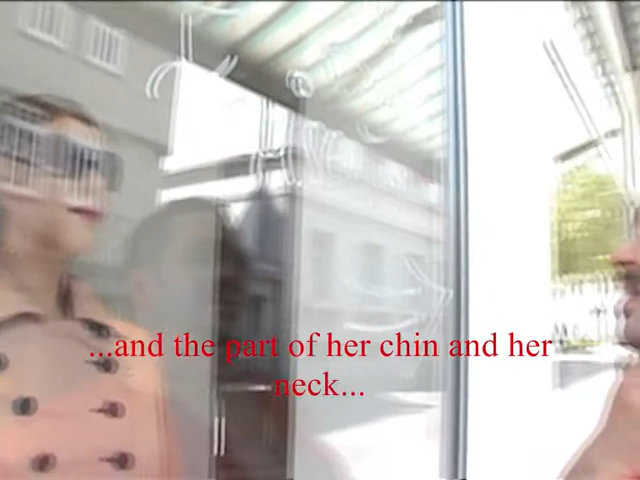 ...and the part of her chin and her
neck...